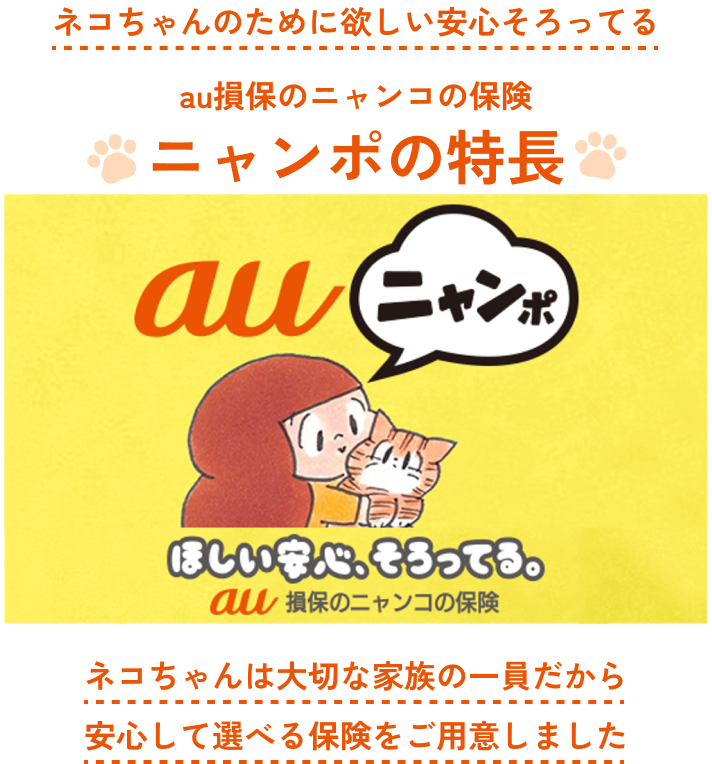 ネコちゃんのために欲しい安心そろってる
au損保のニャンコの保険
ニャンポの特長
au
ニャンポ
ほしい安心、そろってる。
au 損保のニャンコの保険
ネコちゃんは大切な家族の一員だから
安心して選べる保険をご用意しました